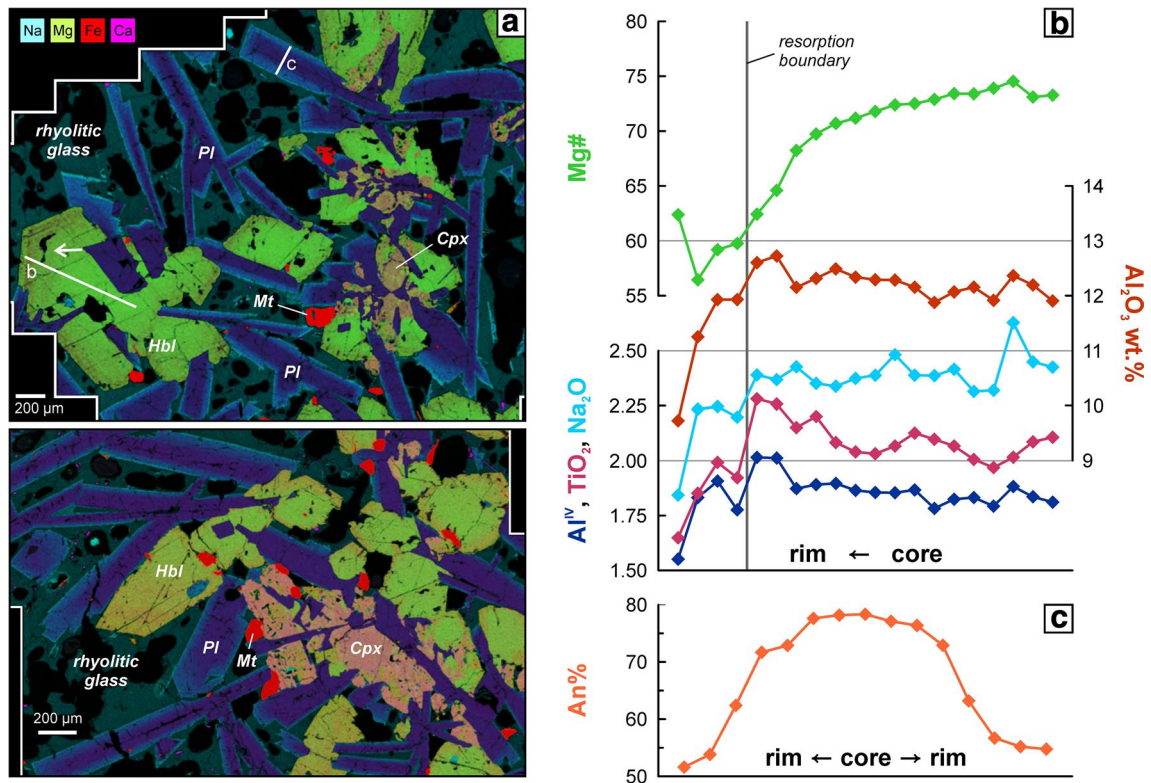 Na Mg Fe Ca
a
c
rhyolitic
glass
Pl
Cpx
b
Mt
Hbl
Pl
200 µm
Hbl
Pl
Mt
Cpx
rhyolitic
glass
200 µm
b
80
75
70
65
60
55
2.50
2.25
2.00
1.75
1.50
Mg#
Al^IV, TiO₂, Na₂O
resorption
boundary
14
13
12
11
10
9
Al₂O₃ wt.%
rim ← core
c
80
70
60
50
An%
rim ← core → rim